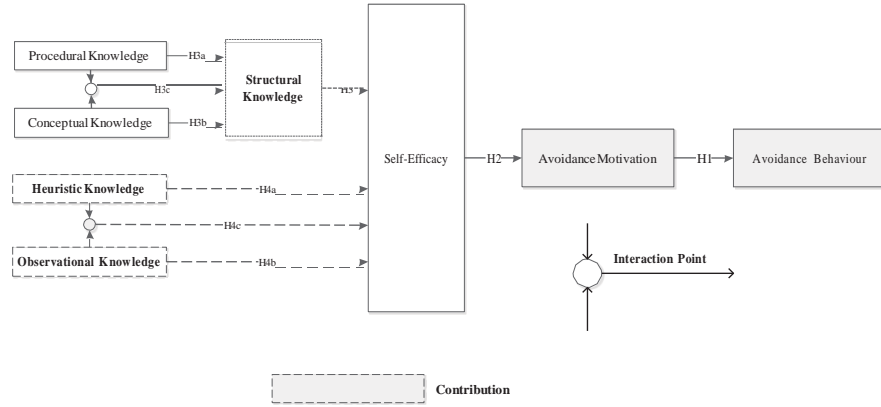 Procedural Knowledge
H3a
H3c
Structural
Knowledge
H3
Conceptual Knowledge
H3b
Self-Efficacy
H2
Avoidance Motivation
H1
Avoidance Behaviour
Heuristic Knowledge
H4a
H4c
Observational Knowledge
H4b
Interaction Point
Contribution